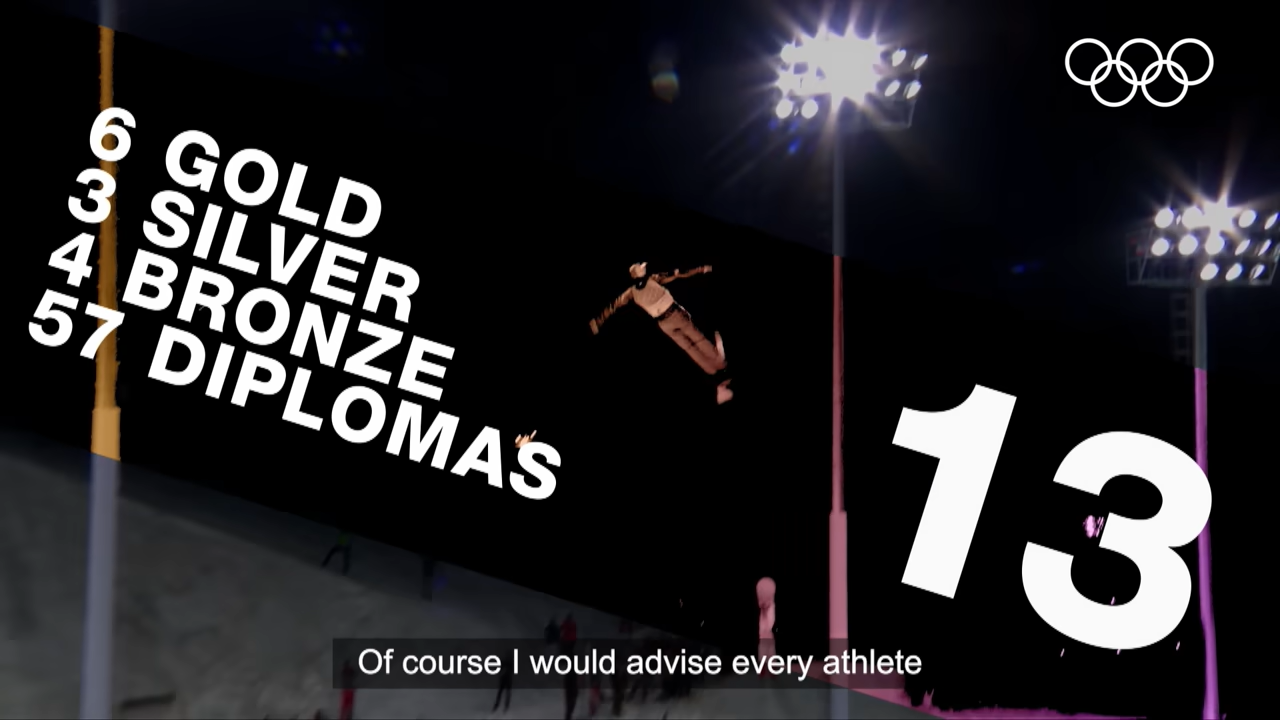 6 GOLD
3 SILVER
4 BRONZE
57 DIPLOMAS
13
Of course I would advise every athlete